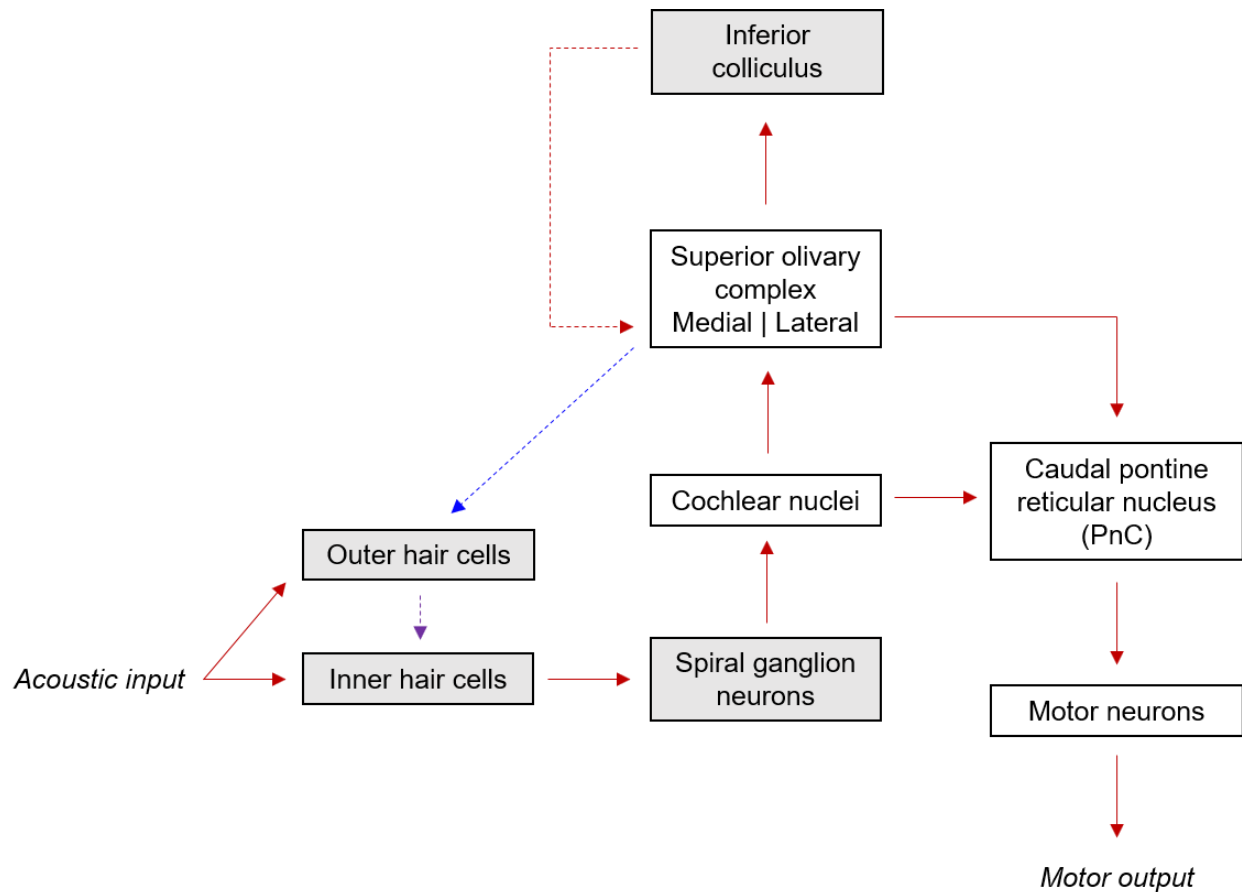 Inferior
colliculus
Superior olivary
complex
Medial | Lateral
Cochlear nuclei
Caudal pontine
reticular nucleus
(PnC)
Outer hair cells
Acoustic input
Inner hair cells
Spiral ganglion
neurons
Motor neurons
Motor output